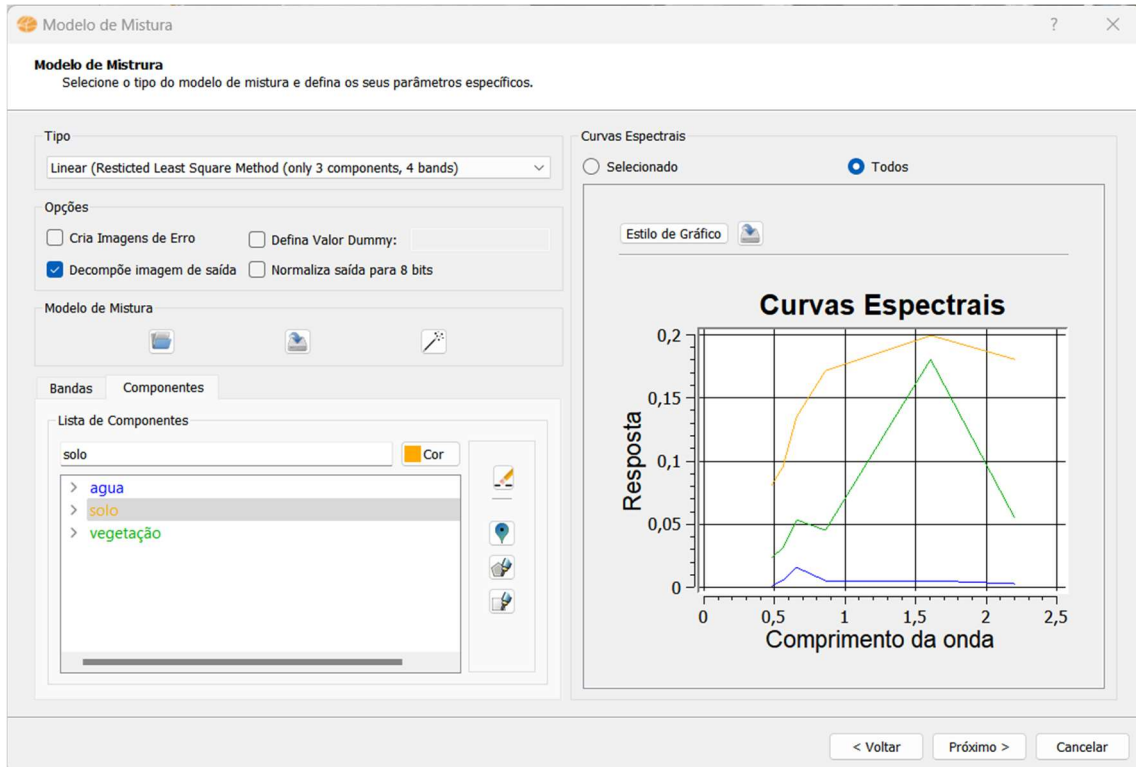 Modelo de Mistura
?
Modelo de Mistrura
Selecione o tipo do modelo de mistura e defina os seus parâmetros específicos.
Tipo
Linear (Resticted Least Square Method (only 3 components, 4 bands)
Opções
Cria Imagens de Erro
Defina Valor Dummy:
Decompõe imagem de saída
Normaliza saída para 8 bits
Modelo de Mistura
Bandas
Componentes
Lista de Componentes
solo
Cor
agua
solo
vegetação
Curvas Espectrais
Selecionado
Todos
Estilo de Gráfico
Curvas Espectrais
0,2
0,15
0,1
0,05
0
Resposta
0 0,5 1 1,5 2 2,5
Comprimento da onda
< Voltar
Próximo >
Cancelar